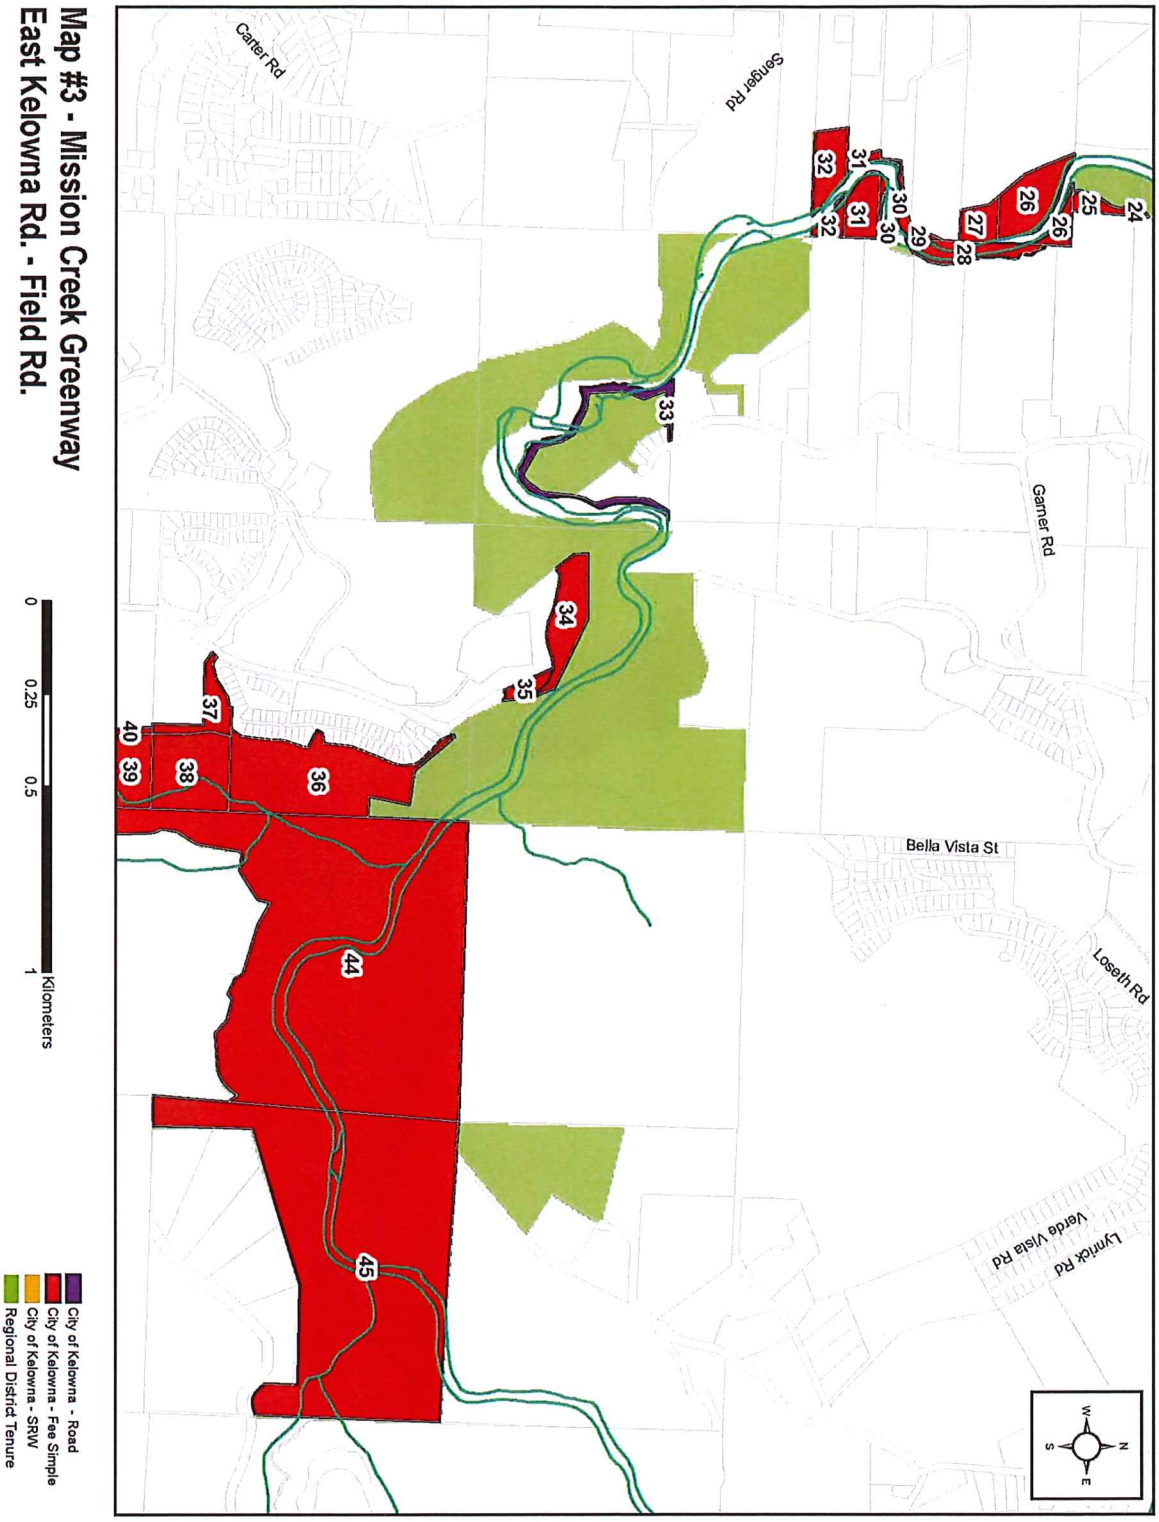 Map #3 - Mission Creek Greenway
East Kelowna Rd. - Field Rd.
Carter Rd
Senger Rd
Garner Rd
Bella Vista St
Loseth Rd
Verde Vista Rd
Lynrick Rd
24
25
26
26
27
28
29
30
30
31
31
32
32
33
34
35
36
37
38
39
40
44
45
N
W
E
S
0
0.25
0.5
1
Kilometers
City of Kelowna - Road
City of Kelowna - Fee Simple
City of Kelowna - SRW
Regional District Tenure